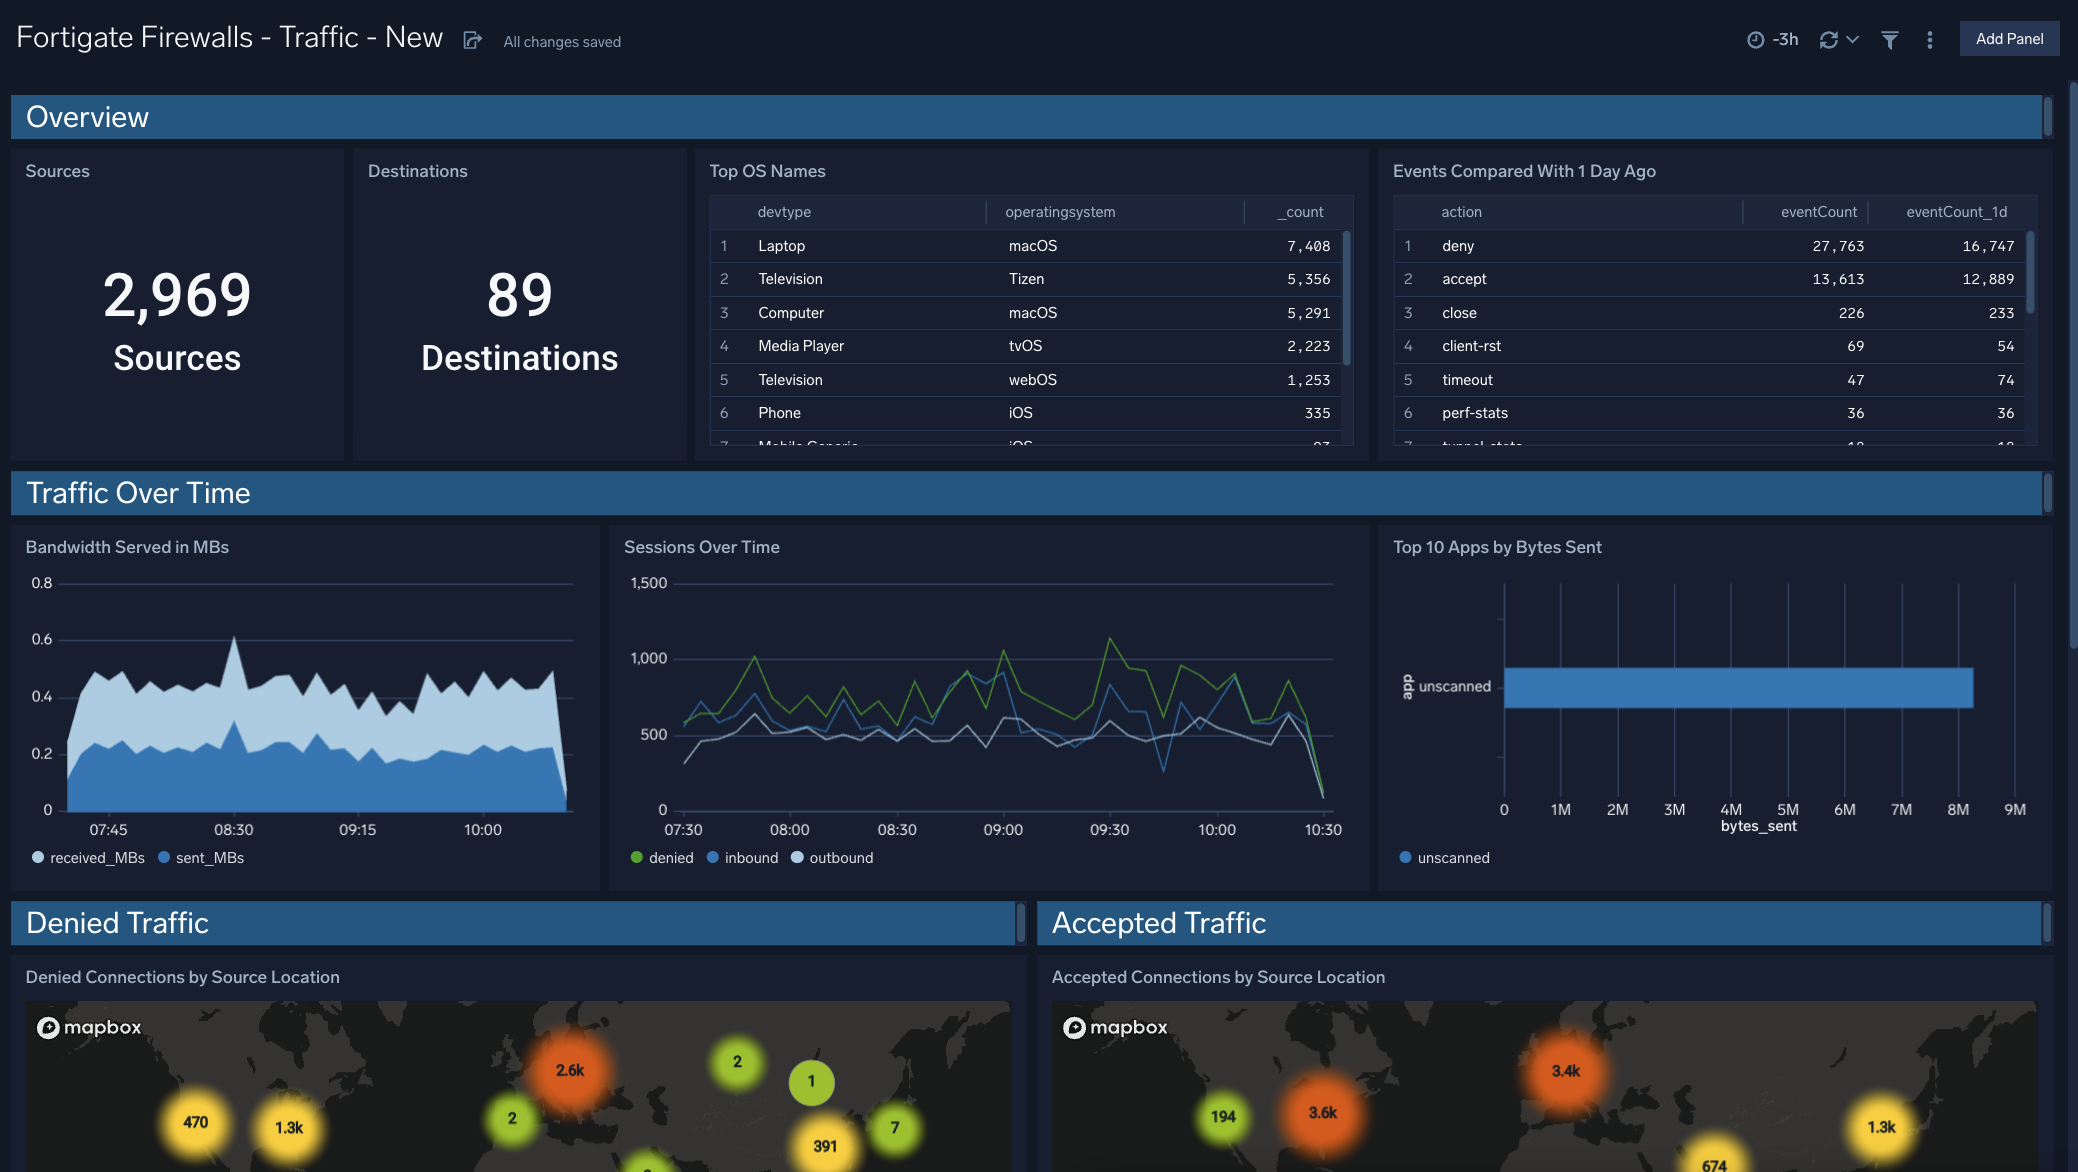 Fortigate Firewalls - Traffic - New
All changes saved
-3h
Add Panel
Overview
Sources
2,969
Sources
Destinations
89
Destinations
Top OS Names
devtype operatingsystem _count
1 Laptop macOS 7,408
2 Television Tizen 5,356
3 Computer macOS 5,291
4 Media Player tvOS 2,223
5 Television webOS 1,253
6 Phone iOS 335
Events Compared With 1 Day Ago
action eventCount eventCount_1d
1 deny 27,763 16,747
2 accept 13,613 12,889
3 close 226 233
4 client-rst 69 54
5 timeout 47 74
6 perf-stats 36 36
Traffic Over Time
Bandwidth Served in MBs
0.8
0.6
0.4
0.2
0
07:45 08:30 09:15 10:00
received_MBs sent_MBs
Sessions Over Time
1,500
1,000
500
0
07:30 08:00 08:30 09:00 09:30 10:00 10:30
denied inbound outbound
Top 10 Apps by Bytes Sent
app
unscanned
0 1M 2M 3M 4M 5M 6M 7M 8M 9M
bytes_sent
unscanned
Denied Traffic
Denied Connections by Source Location
mapbox
2.6k
2
1
470
1.3k
2
391
7
Accepted Traffic
Accepted Connections by Source Location
mapbox
3.4k
194
3.6k
1.3k
674